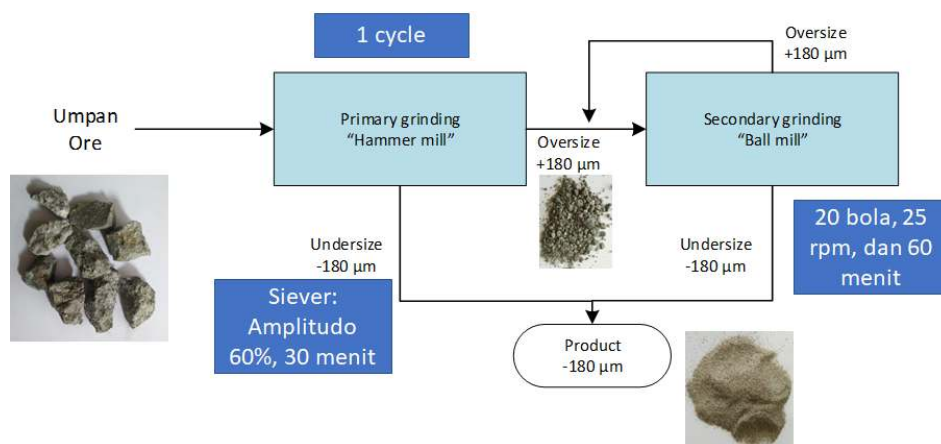 1 cycle
Oversize
+180 µm
Umpan
Ore
Primary grinding
“Hammer mill”
Secondary grinding
“Ball mill”
Oversize
+180 µm
Undersize
-180 µm
Undersize
-180 µm
20 bola, 25
rpm, dan 60
menit
Siever:
Amplitudo
60%, 30 menit
Product
-180 µm